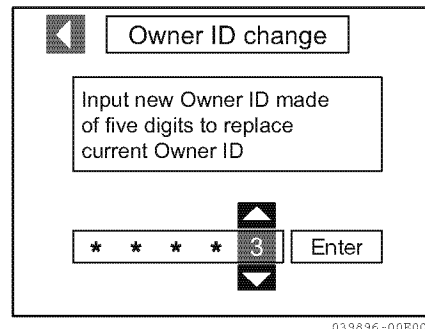 Owner ID change
Input new Owner ID made
of five digits to replace
current Owner ID
* * * * 3 Enter
039896-00E00